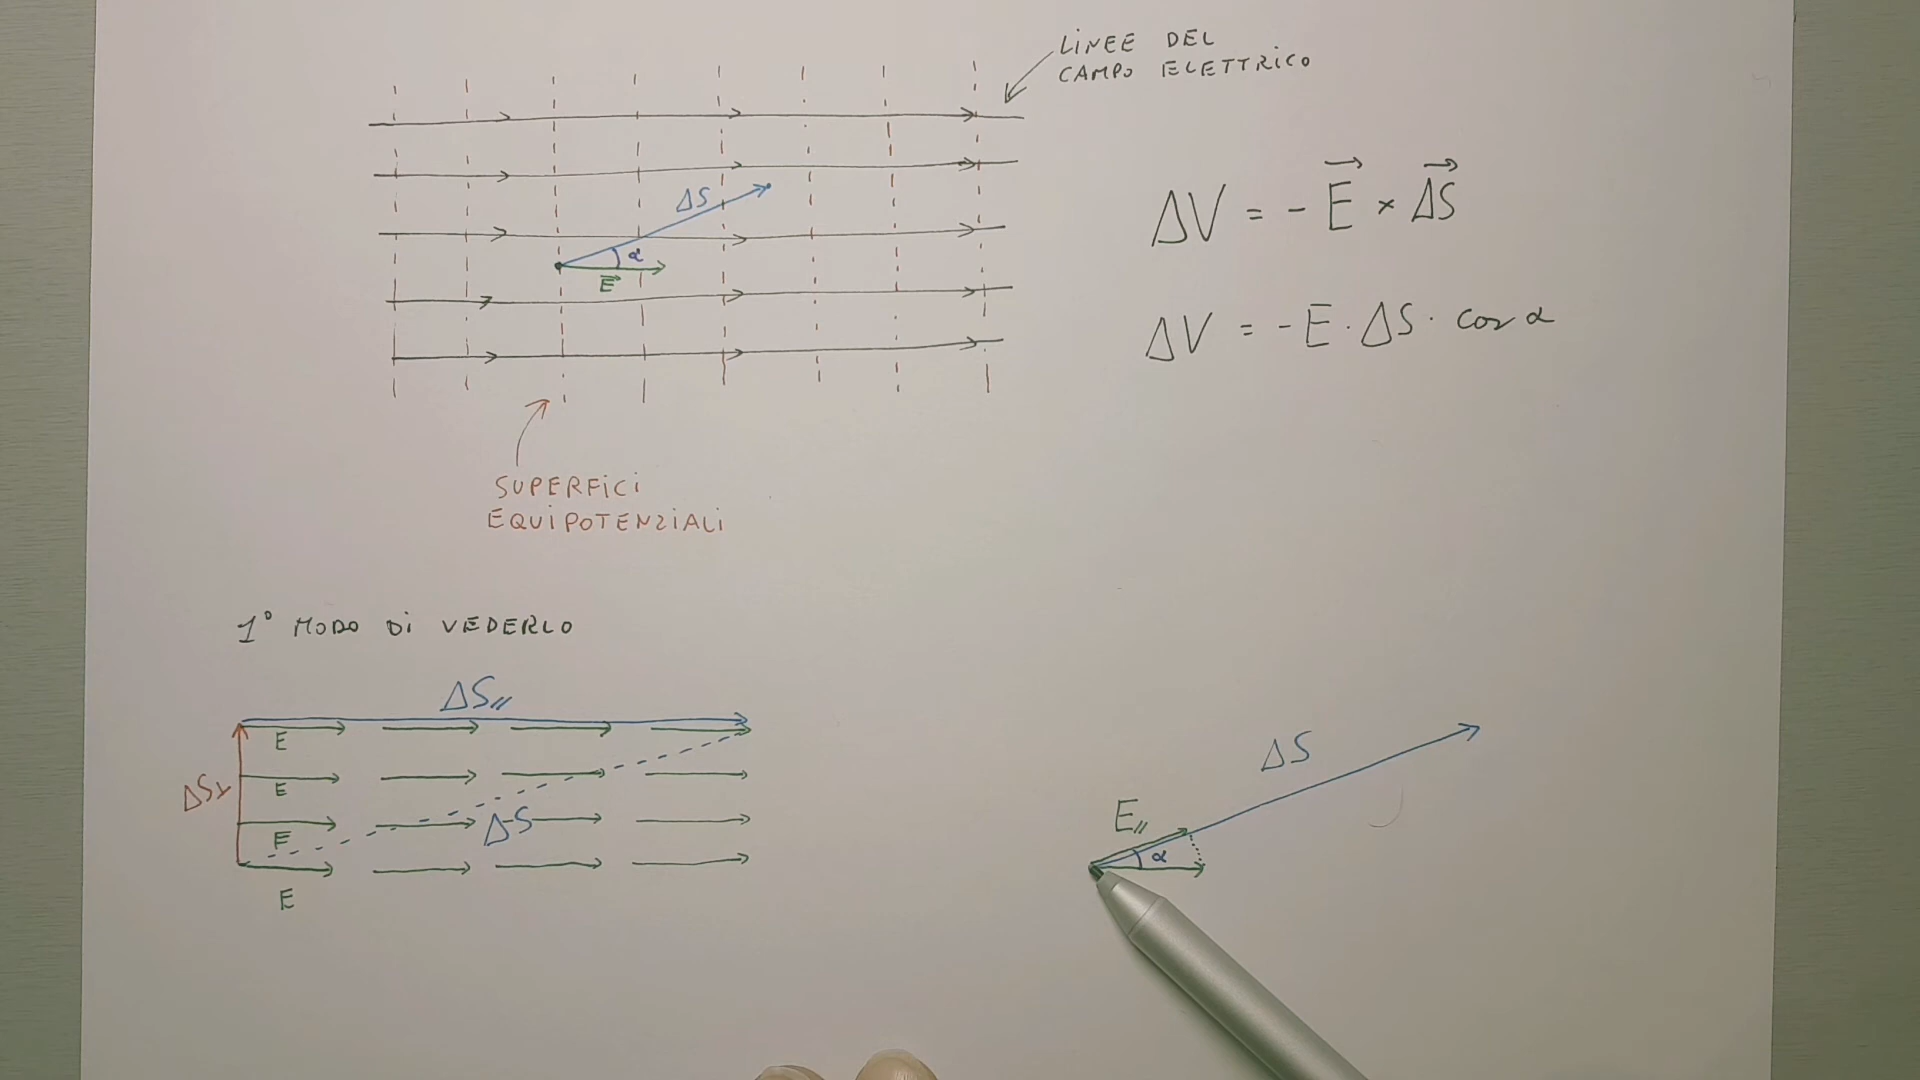 LINEE DEL
CAMPO ELETTRICO
ΔS
α
E⃗
ΔV = - E⃗ × ΔS⃗
ΔV = - E · ΔS · cos α
SUPERFICI
EQUIPOTENZIALI
1° MODO DI VEDERLO
ΔS//
E
E
E
E
ΔS⊥
ΔS
ΔS
E//
α